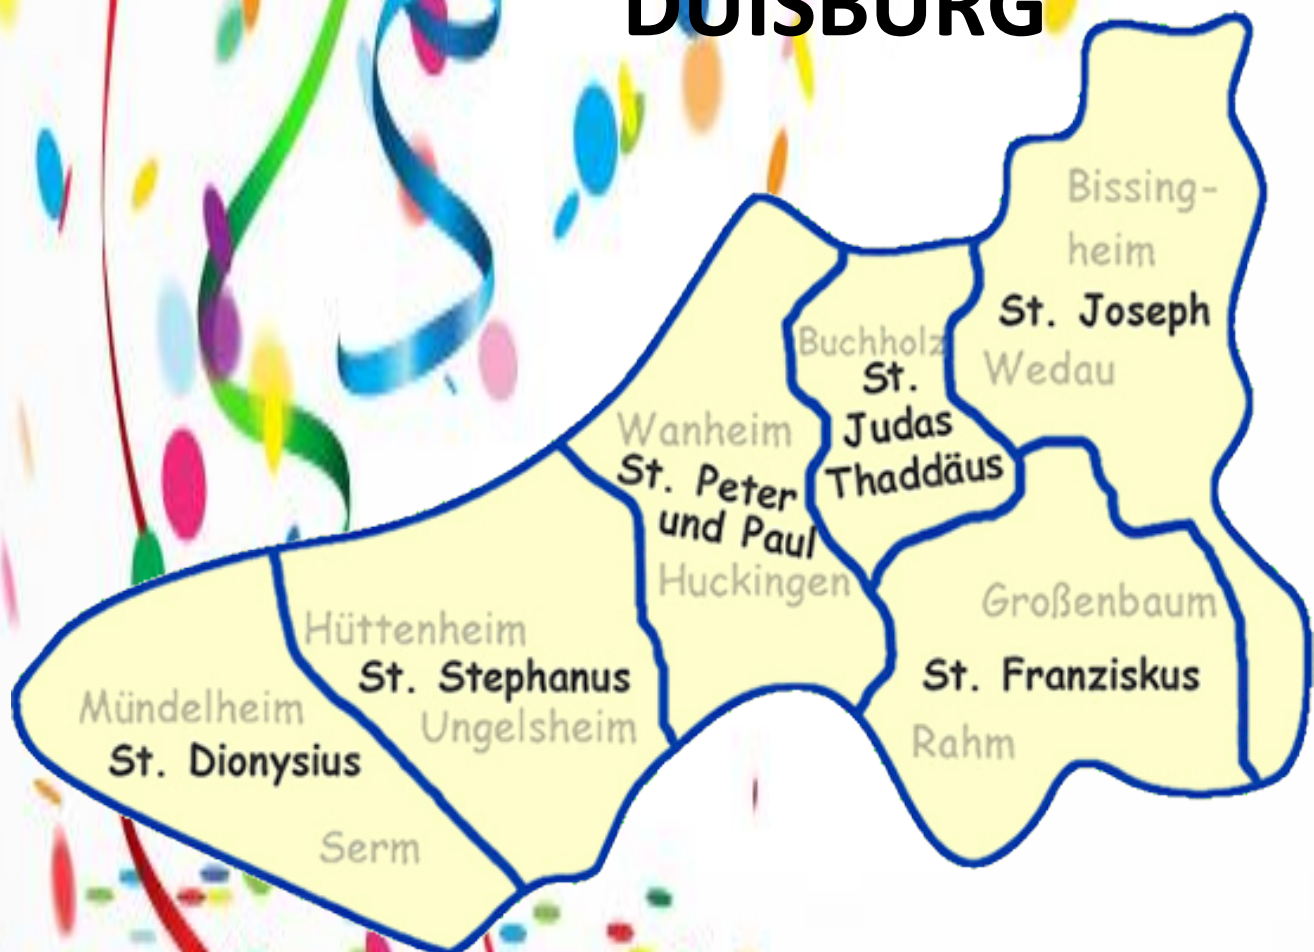 DUISBURG
Bissing-
heim
St. Joseph
Wedau
Buchholz
St.
Judas
Thaddäus
Wanheim
St. Peter
und Paul
Huckingen
Großenbaum
St. Franziskus
Rahm
Hüttenheim
St. Stephanus
Ungelsheim
Mündelheim
St. Dionysius
Serm